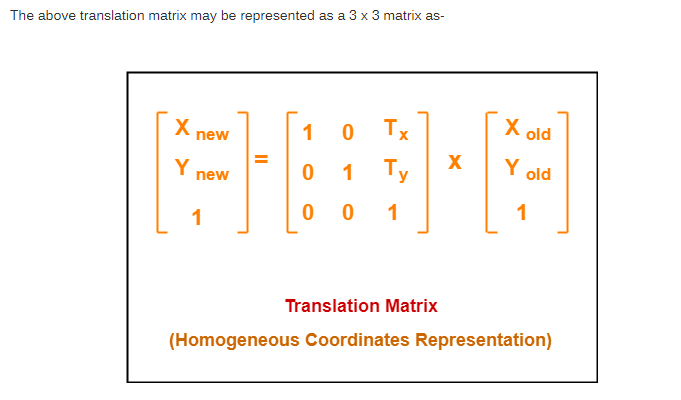 The above translation matrix may be represented as a 3 x 3 matrix as-
X new = 1 0 Tx x X old
Y new 0 1 Ty Y old
1 0 0 1 1
Translation Matrix
(Homogeneous Coordinates Representation)